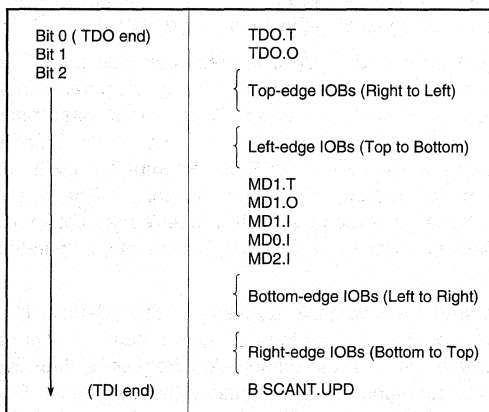 Bit 0 ( TDO end) TDO.T
Bit 1 TDO.O
Bit 2
Top-edge IOBs (Right to Left)
Left-edge IOBs (Top to Bottom)
MD1.T
MD1.O
MD1.I
MD0.I
MD2.I
Bottom-edge IOBs (Left to Right)
Right-edge IOBs (Bottom to Top)
(TDI end) B SCANT.UPD